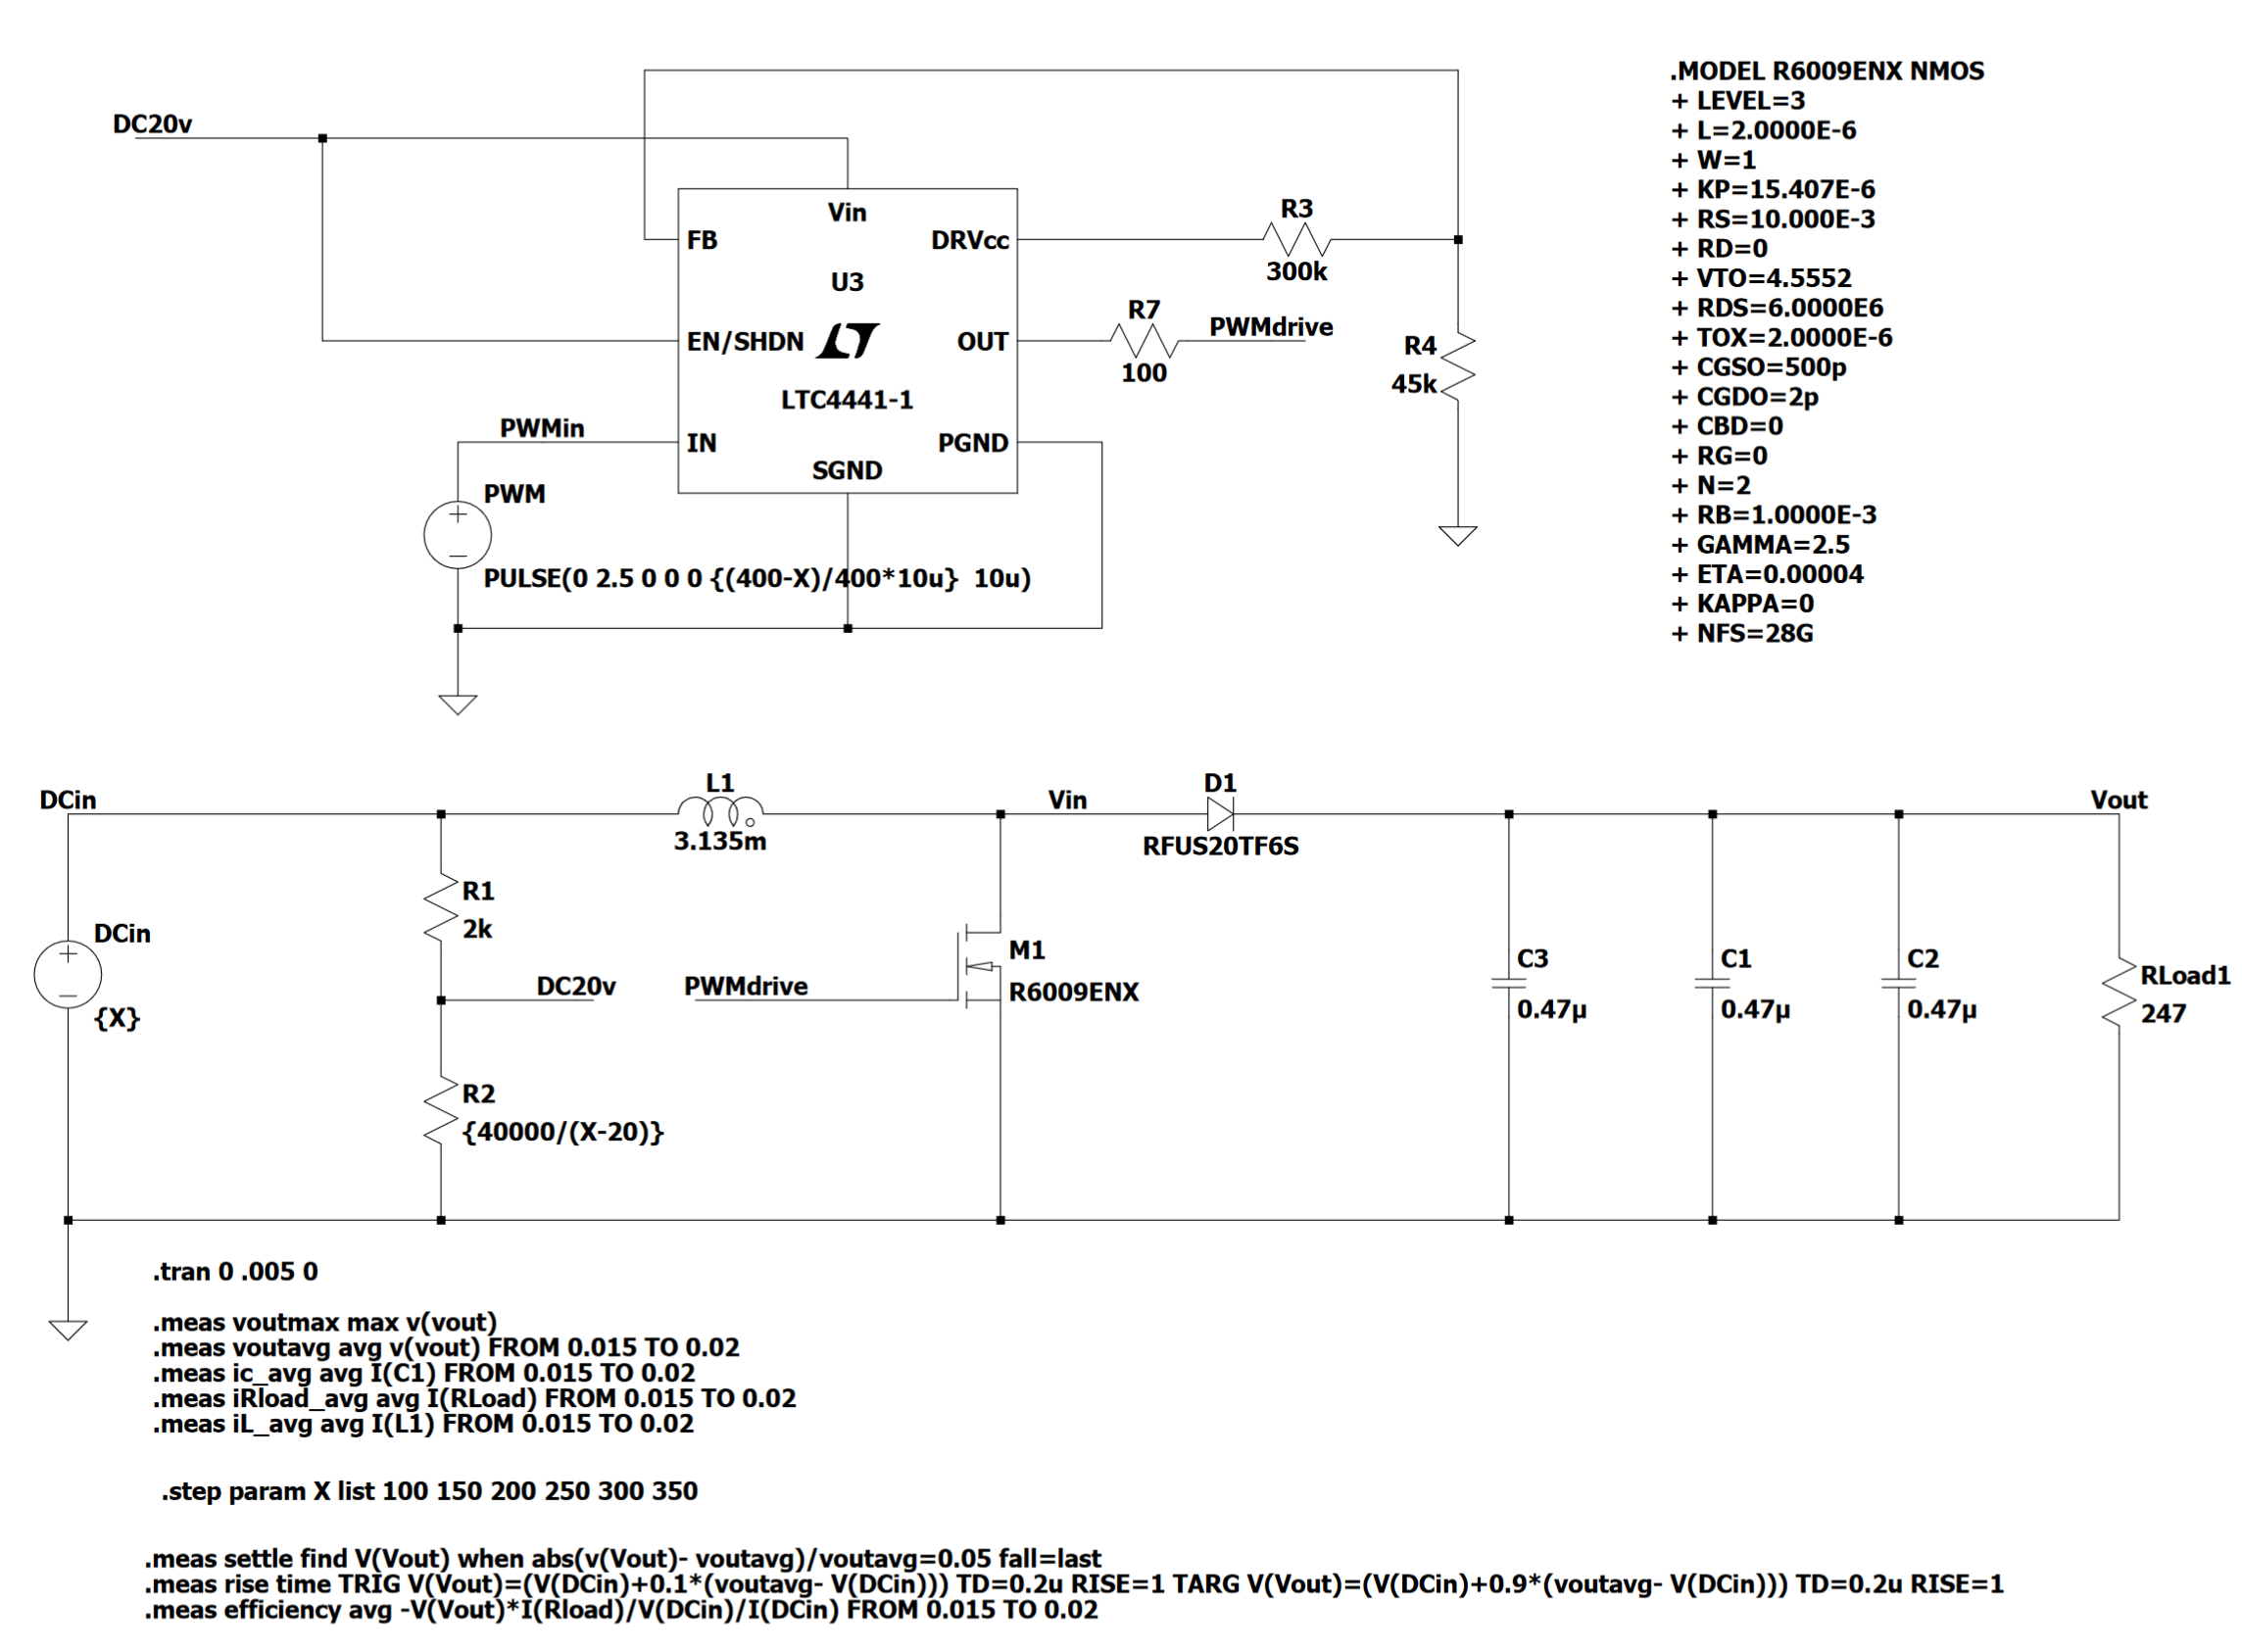 DC20v
Vin
FB
DRVcc
U3
EN/SHDN
OUT
LTC4441-1
PWMin
IN
PGND
SGND
PWM
PULSE(0 2.5 0 0 0 {(400-X)/400*10u}  10u)
R3
300k
R7
100
PWMdrive
R4
45k
.MODEL R6009ENX NMOS
+ LEVEL=3
+ L=2.0000E-6
+ W=1
+ KP=15.407E-6
+ RS=10.000E-3
+ RD=0
+ VTO=4.5552
+ RDS=6.0000E6
+ TOX=2.0000E-6
+ CGSO=500p
+ CGDO=2p
+ CBD=0
+ RG=0
+ N=2
+ RB=1.0000E-3
+ GAMMA=2.5
+ ETA=0.00004
+ KAPPA=0
+ NFS=28G
DCin
L1
3.135m
Vin
D1
RFUS20TF6S
Vout
R1
2k
DCin
{X}
DC20v
PWMdrive
M1
R6009ENX
C3
0.47µ
C1
0.47µ
C2
0.47µ
RLoad1
247
R2
{40000/(X-20)}
.tran 0 .005 0
.meas voutmax max v(vout)
.meas voutavg avg v(vout) FROM 0.015 TO 0.02
.meas ic_avg avg I(C1) FROM 0.015 TO 0.02
.meas iRload_avg avg I(RLoad) FROM 0.015 TO 0.02
.meas iL_avg avg I(L1) FROM 0.015 TO 0.02
.step param X list 100 150 200 250 300 350
.meas settle find V(Vout) when abs(v(Vout)- voutavg)/voutavg=0.05 fall=last
.meas rise time TRIG V(Vout)=(V(DCin)+0.1*(voutavg- V(DCin))) TD=0.2u RISE=1 TARG V(Vout)=(V(DCin)+0.9*(voutavg- V(DCin))) TD=0.2u RISE=1
.meas efficiency avg -V(Vout)*I(Rload)/V(DCin)/I(DCin) FROM 0.015 TO 0.02